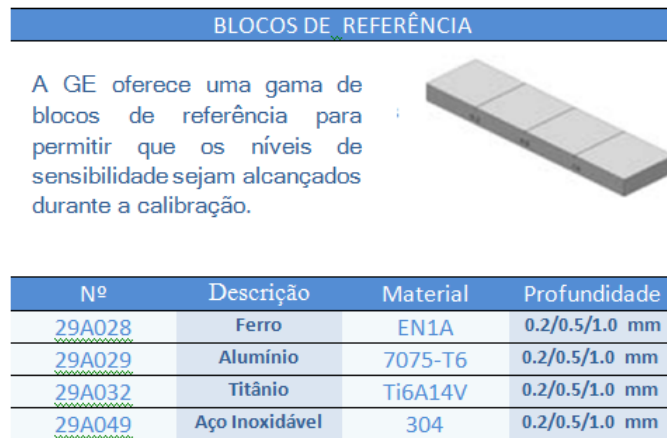 BLOCOS DE REFERÊNCIA
A GE oferece uma gama de
blocos de referência para
permitir que os níveis de
sensibilidade sejam alcançados
durante a calibração.
Nº Descrição Material Profundidade
29A028 Ferro EN1A 0.2/0.5/1.0 mm
29A029 Alumínio 7075-T6 0.2/0.5/1.0 mm
29A032 Titânio Ti6A14V 0.2/0.5/1.0 mm
29A049 Aço Inoxidável 304 0.2/0.5/1.0 mm